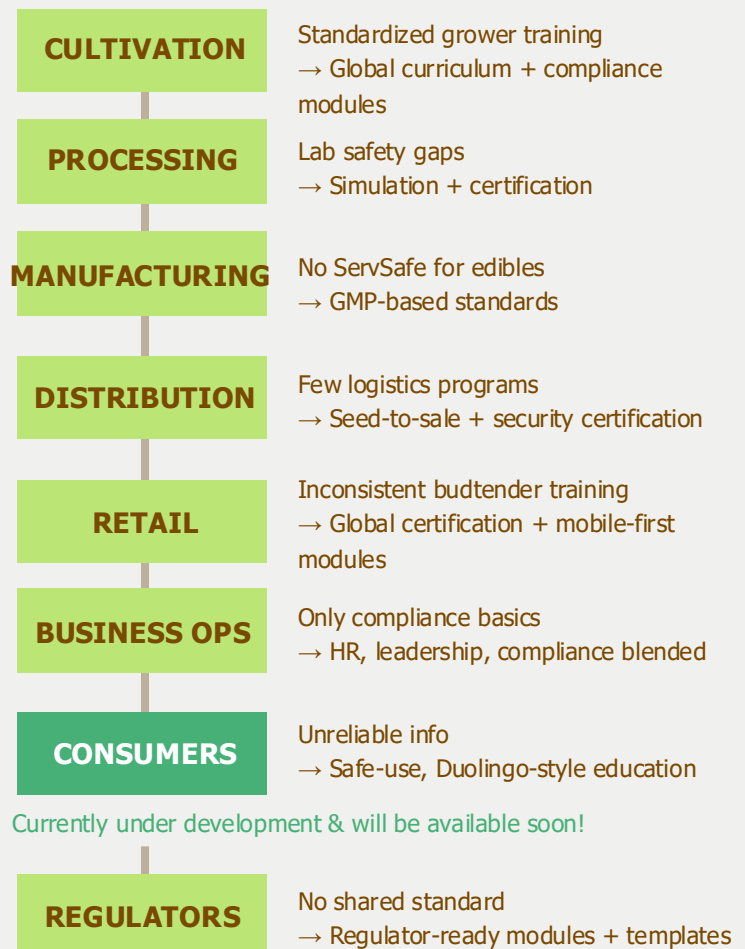 CULTIVATION
Standardized grower training
→ Global curriculum + compliance
modules
PROCESSING
Lab safety gaps
→ Simulation + certification
MANUFACTURING
No ServSafe for edibles
→ GMP-based standards
DISTRIBUTION
Few logistics programs
→ Seed-to-sale + security certification
RETAIL
Inconsistent budtender training
→ Global certification + mobile-first
modules
BUSINESS OPS
Only compliance basics
→ HR, leadership, compliance blended
CONSUMERS
Unreliable info
→ Safe-use, Duolingo-style education
Currently under development & will be available soon!
REGULATORS
No shared standard
→ Regulator-ready modules + templates